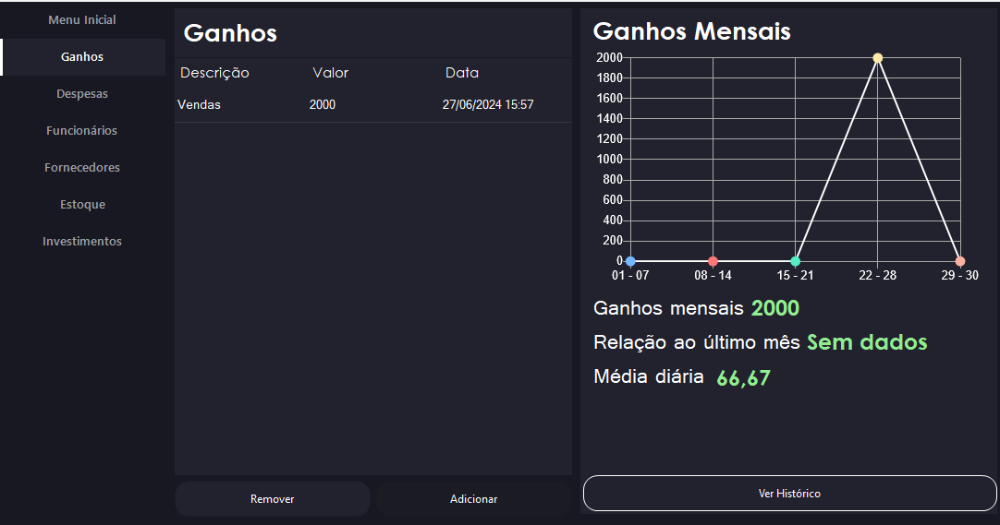 Menu Inicial
Ganhos
Despesas
Funcionários
Fornecedores
Estoque
Investimentos
Ganhos
Descrição Valor Data
Vendas 2000 27/06/2024 15:57
Remover
Adicionar
Ganhos Mensais
2000
1800
1600
1400
1200
1000
800
600
400
200
0
01 - 07 08 - 14 15 - 21 22 - 28 29 - 30
Ganhos mensais 2000
Relação ao último mês Sem dados
Média diária 66,67
Ver Histórico